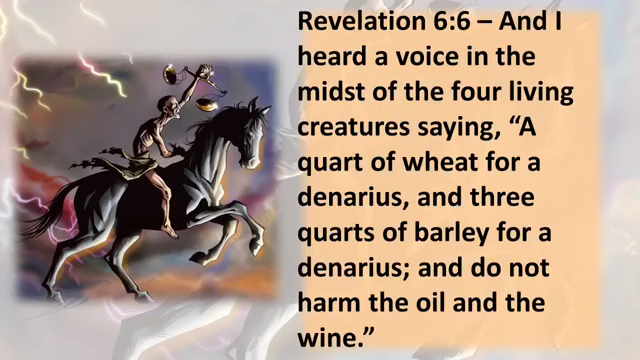 Revelation 6:6 – And I
heard a voice in the
midst of the four living
creatures saying, “A
quart of wheat for a
denarius, and three
quarts of barley for a
denarius; and do not
harm the oil and the
wine.”